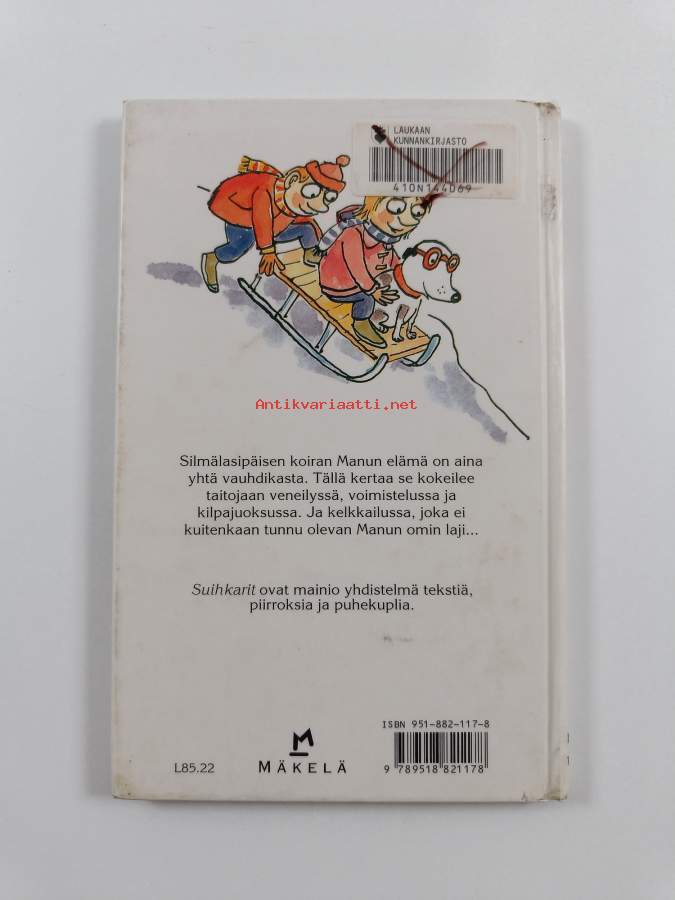 LAUKAAN
KUNNANKIRJASTO
410N144069
Antikvariaatti.net
Silmälasipäisen koiran Manun elämä on aina
yhtä vauhdikasta. Tällä kertaa se kokeilee
taitojaan veneilyssä, voimistelussa ja
kilpajuoksussa. Ja kelkkailussa, joka ei
kuitenkaan tunnu olevan Manun omin laji...
Suihkarit ovat mainio yhdistelmä tekstiä,
piirroksia ja puhekuplia.
ISBN 951-882-117-8
M
L85.22
MÄKELÄ
9 789518 821178